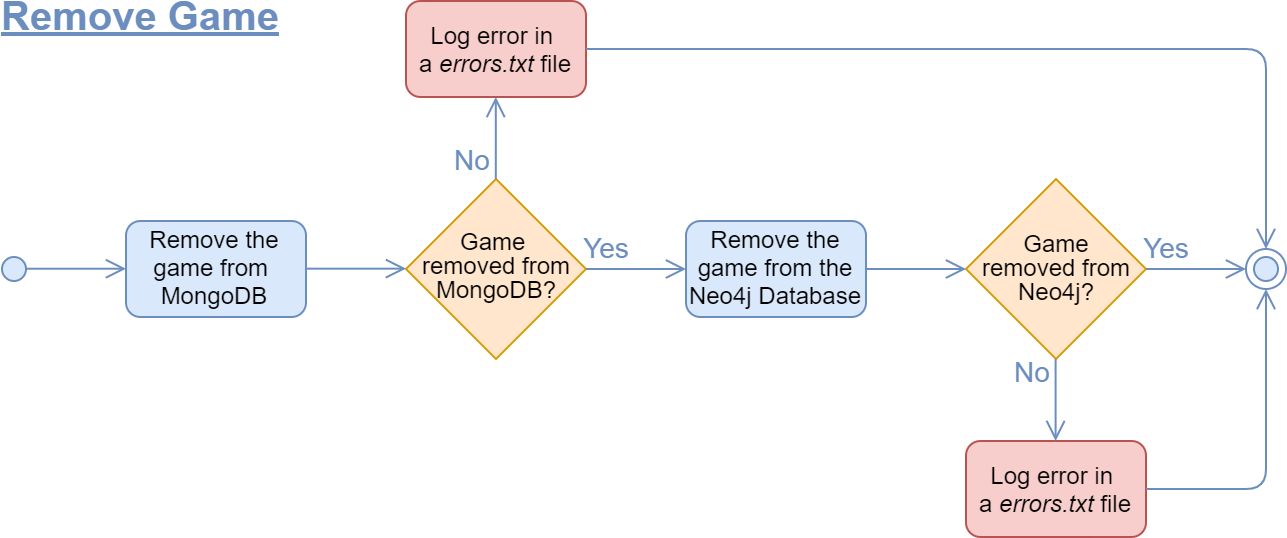 Remove Game
Log error in
a errors.txt file
No
Remove the
game from
MongoDB
Game
removed from
MongoDB?
Yes
Remove the
game from the
Neo4j Database
Game
removed from
Neo4j?
Yes
No
Log error in
a errors.txt file